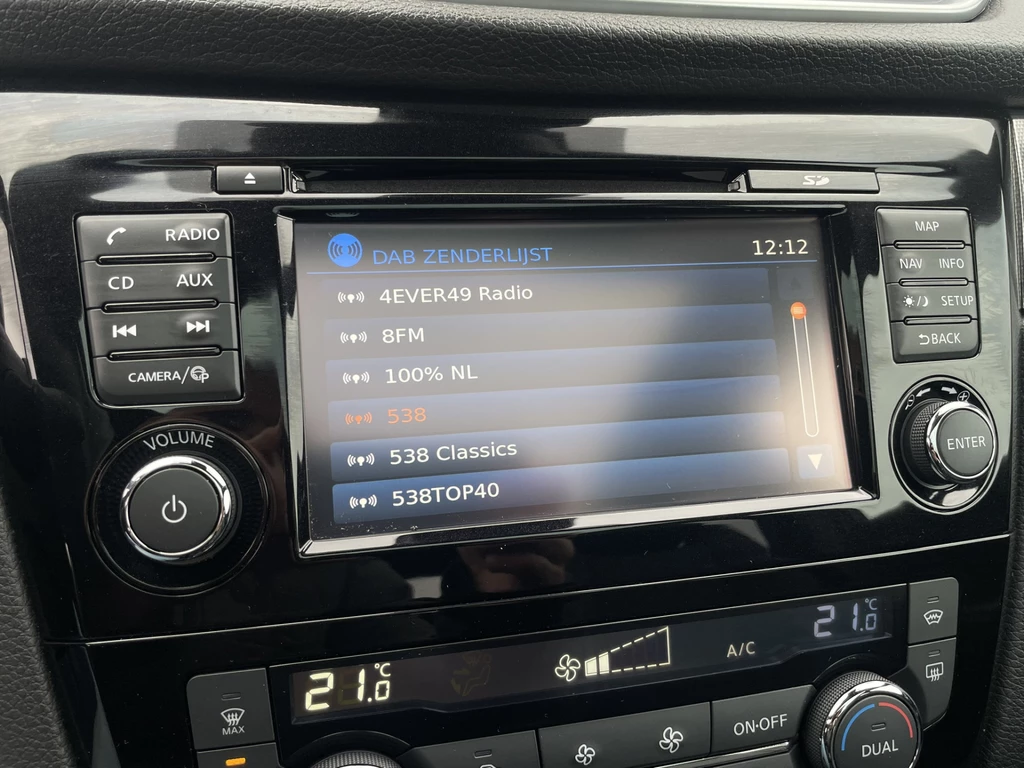 SD
RADIO
CD AUX
CAMERA/
VOLUME
DAB ZENDERLIJST 12:12
4EVER49 Radio
8FM
100% NL
538
538 Classics
538TOP40
MAP
NAV INFO
SETUP
BACK
ENTER
21.0°C
A/C
21.0°C
MAX
ON·OFF
DUAL